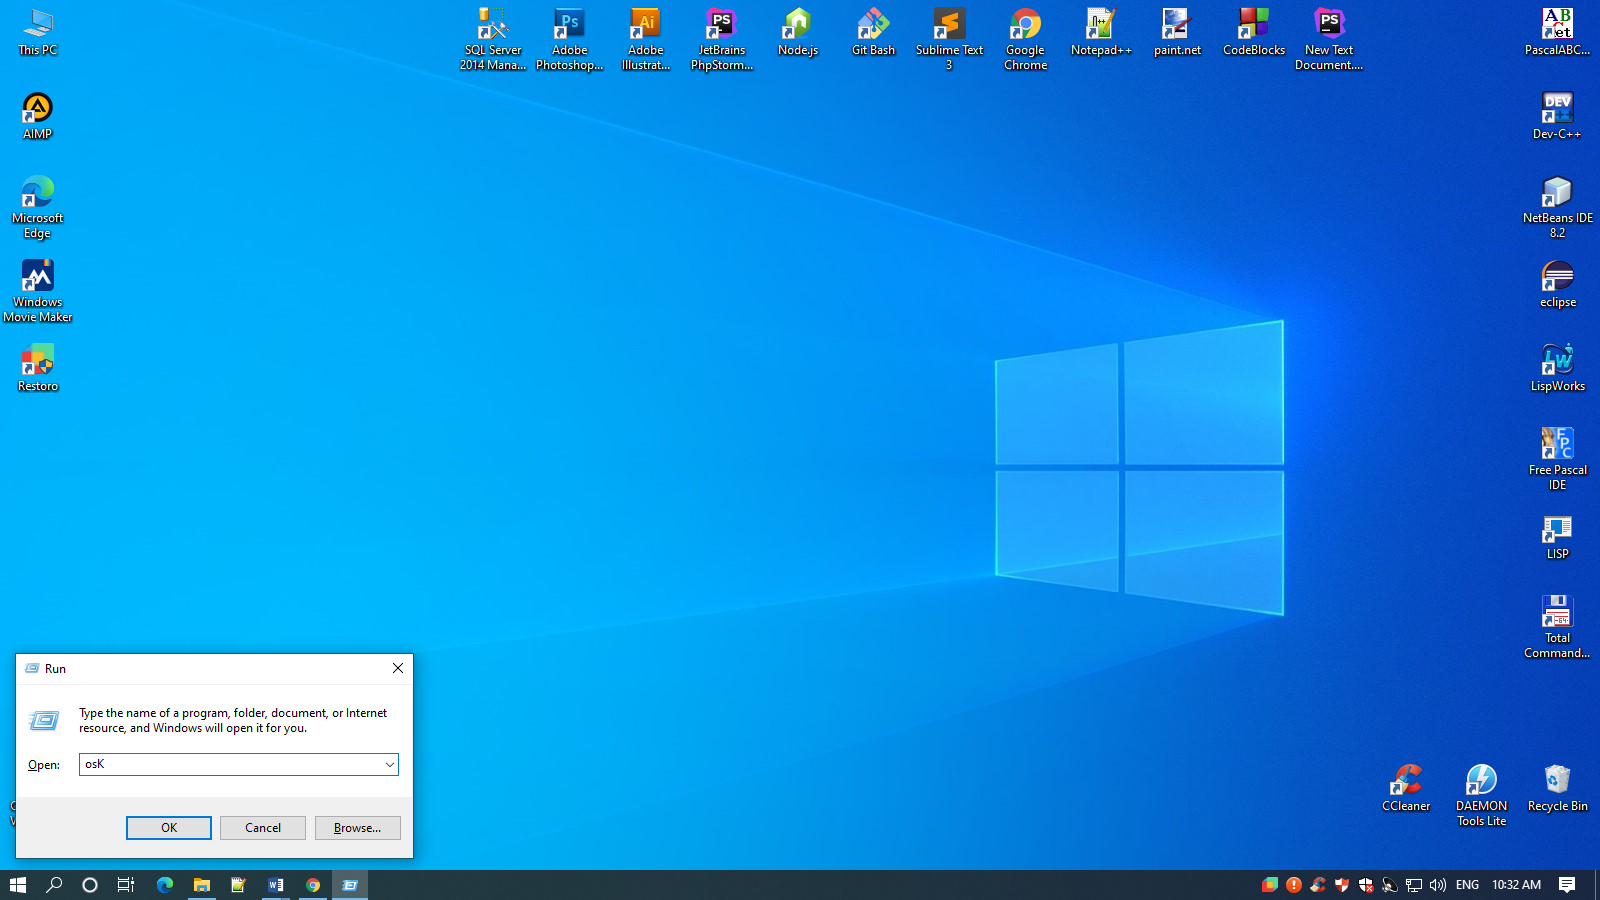 This PC
SQL Server
2014 Mana...
Adobe
Photoshop...
Adobe
Illustrat...
JetBrains
PhpStorm...
Node.js
Git Bash
Sublime Text
3
Google
Chrome
Notepad++
paint.net
CodeBlocks
New Text
Document....
PascalABC...
AIMP
Dev-C++
Microsoft
Edge
NetBeans IDE
8.2
Windows
Movie Maker
eclipse
Restoro
LispWorks
Free Pascal
IDE
LISP
Total
Command...
Run
Type the name of a program, folder, document, or Internet
resource, and Windows will open it for you.
Open:
osK
OK
Cancel
Browse...
CCleaner
DAEMON
Tools Lite
Recycle Bin
ENG
10:32 AM